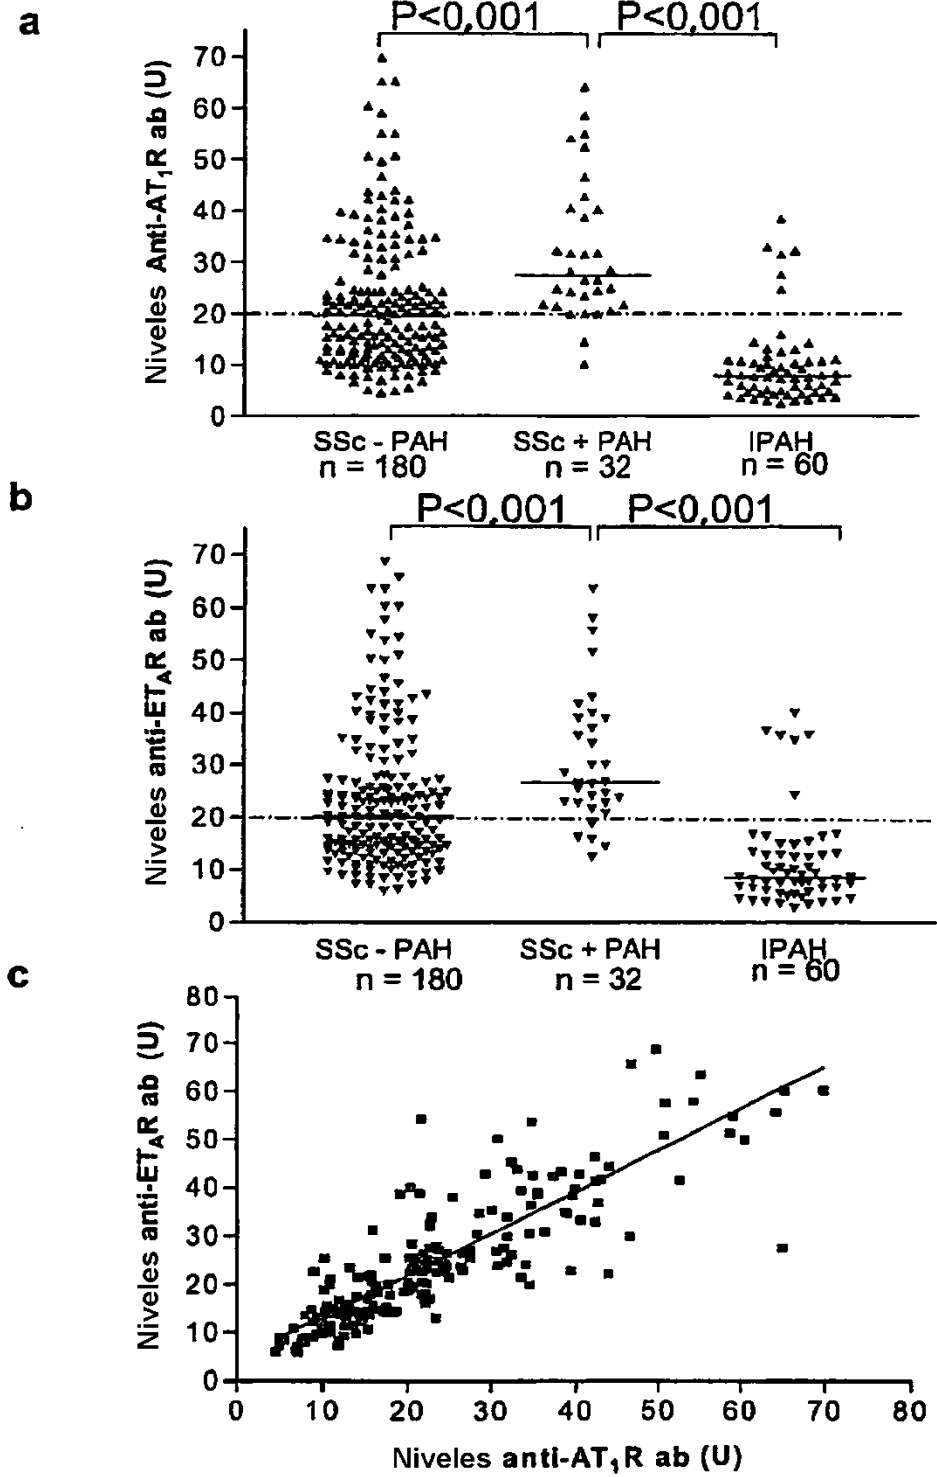 a
P<0,001 P<0,001
Niveles Anti-AT1R ab (U)
70
60
50
40
30
20
10
0
SSc - PAH SSc + PAH IPAH
n = 180 n = 32 n = 60
b
P<0,001 P<0,001
Niveles anti-ETAR ab (U)
70
60
50
40
30
20
10
0
SSc - PAH SSc + PAH IPAH
n = 180 n = 32 n = 60
c
Niveles anti-ETAR ab (U)
80
70
60
50
40
30
20
10
0
0 10 20 30 40 50 60 70 80
Niveles anti-AT1R ab (U)